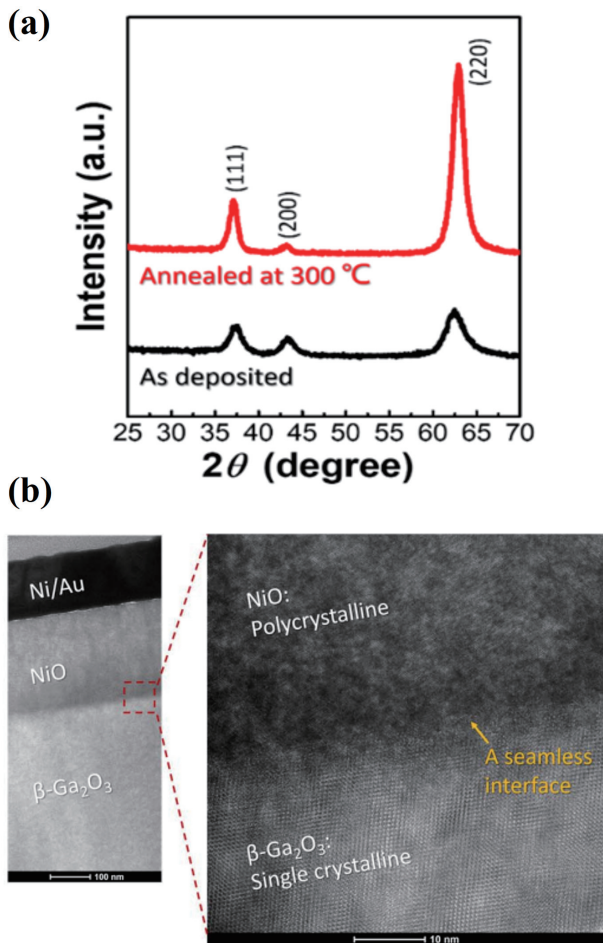 (a)
Intensity (a.u.)
(111)
(200)
(220)
Annealed at 300 ℃
As deposited
25 30 35 40 45 50 55 60 65 70
2θ (degree)
(b)
Ni/Au
NiO
β-Ga₂O₃
100 nm
NiO:
Polycrystalline
A seamless
interface
β-Ga₂O₃:
Single crystalline
10 nm